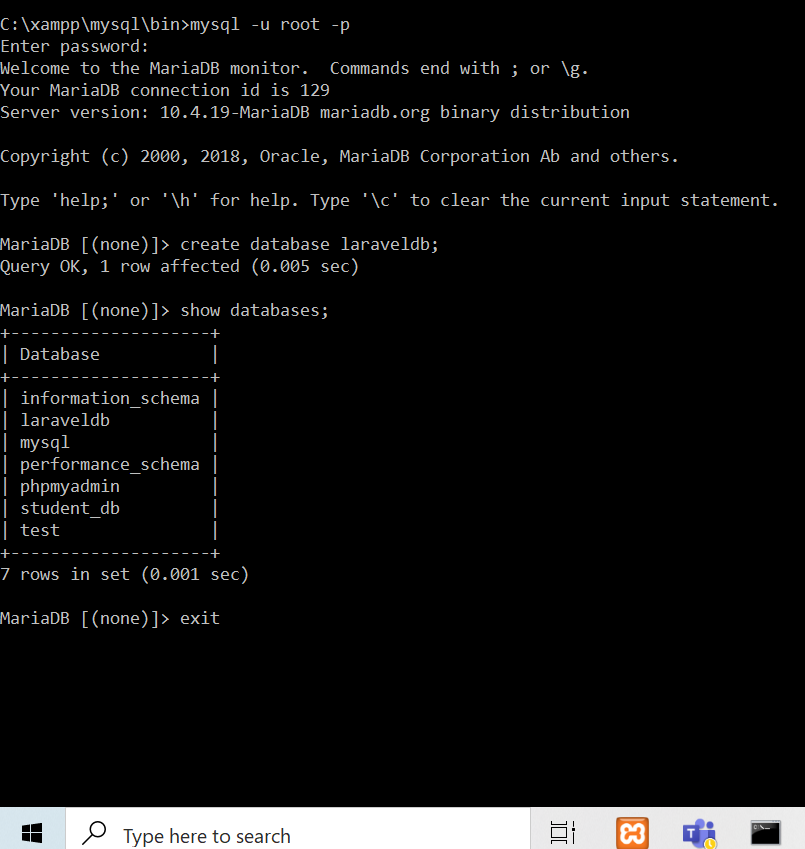 C:\xampp\mysql\bin>mysql -u root -p
Enter password:
Welcome to the MariaDB monitor.  Commands end with ; or \g.
Your MariaDB connection id is 129
Server version: 10.4.19-MariaDB mariadb.org binary distribution
Copyright (c) 2000, 2018, Oracle, MariaDB Corporation Ab and others.
Type 'help;' or '\h' for help. Type '\c' to clear the current input statement.
MariaDB [(none)]> create database laraveldb;
Query OK, 1 row affected (0.005 sec)
MariaDB [(none)]> show databases;
+--------------------+
| Database           |
+--------------------+
| information_schema |
| laraveldb          |
| mysql              |
| performance_schema |
| phpmyadmin         |
| student_db         |
| test               |
+--------------------+
7 rows in set (0.001 sec)
MariaDB [(none)]> exit
Type here to search